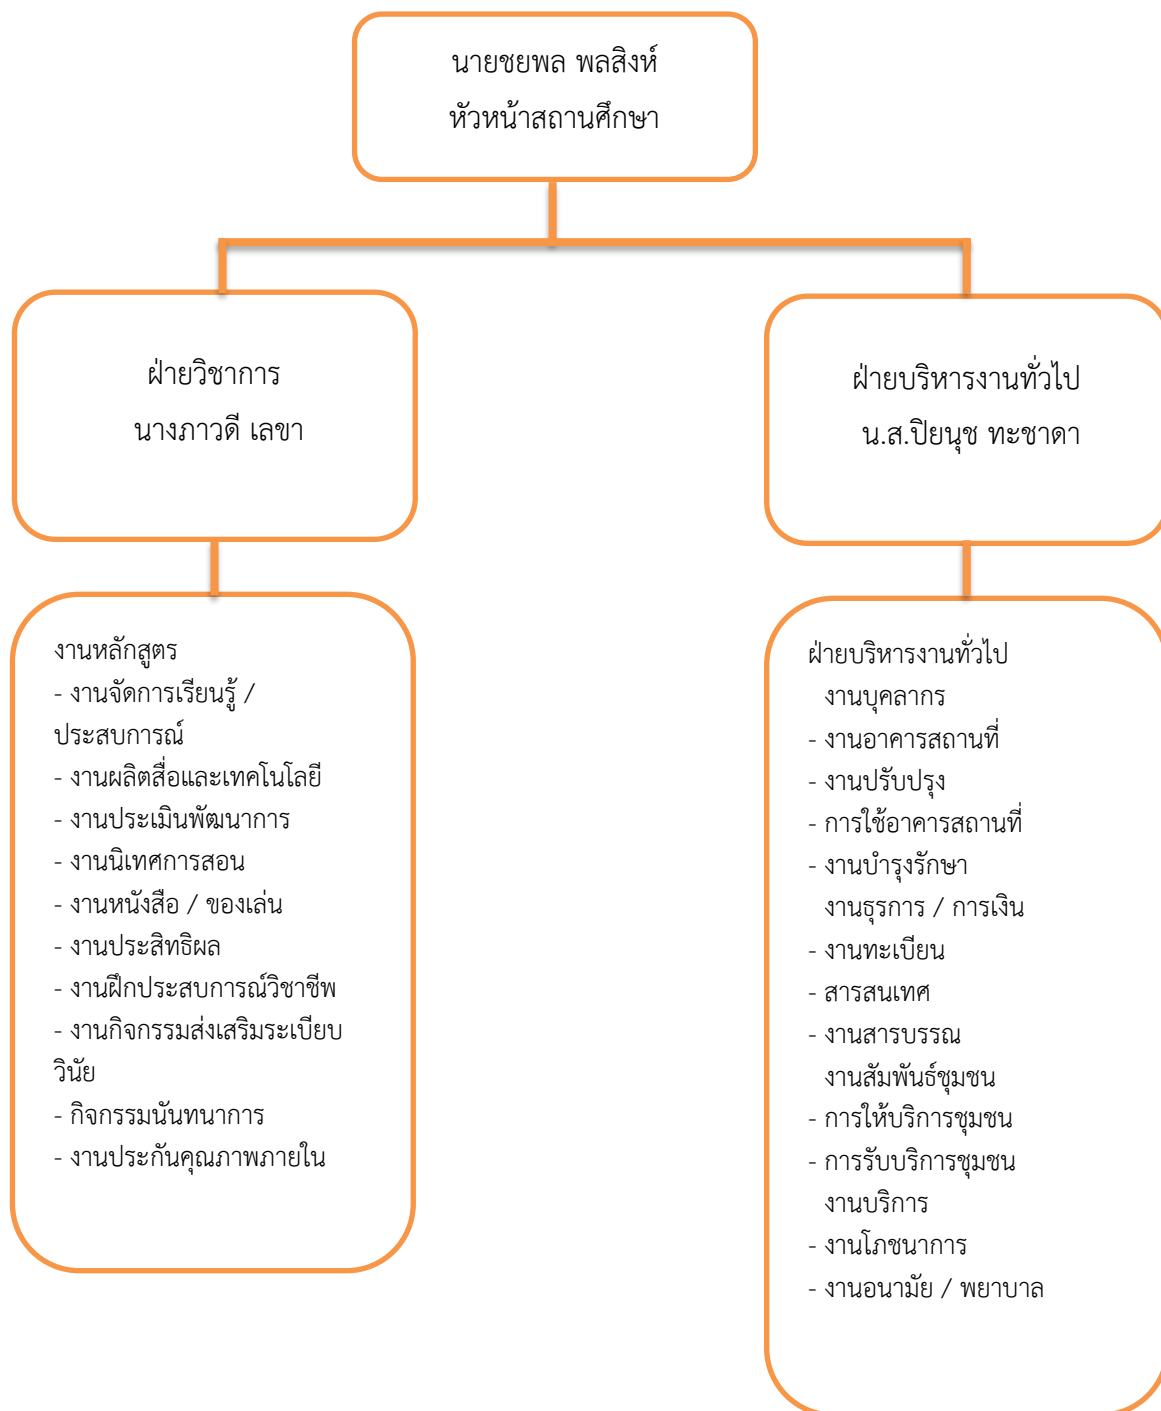 นายชยพล พลสิงห์
หัวหน้าสถานศึกษา
ฝ่ายวิชาการ
นางภาวดี เลขา
ฝ่ายบริหารงานทั่วไป
น.ส.ปิยนุช ทะชาดา
งานหลักสูตร
- งานจัดการเรียนรู้ /
ประสบการณ์
- งานผลิตสื่อและเทคโนโลยี
- งานประเมินพัฒนาการ
- งานนิเทศการสอน
- งานหนังสือ / ของเล่น
- งานประสิทธิผล
- งานฝึกประสบการณ์วิชาชีพ
- งานกิจกรรมส่งเสริมระเบียบ
วินัย
- กิจกรรมนันทนาการ
- งานประกันคุณภาพภายใน
ฝ่ายบริหารงานทั่วไป
งานบุคลากร
- งานอาคารสถานที่
- งานปรับปรุง
- การใช้อาคารสถานที่
- งานบำรุงรักษา
งานธุรการ / การเงิน
- งานทะเบียน
- สารสนเทศ
- งานสารบรรณ
งานสัมพันธ์ชุมชน
- การให้บริการชุมชน
- การรับบริการชุมชน
งานบริการ
- งานโภชนาการ
- งานอนามัย / พยาบาล